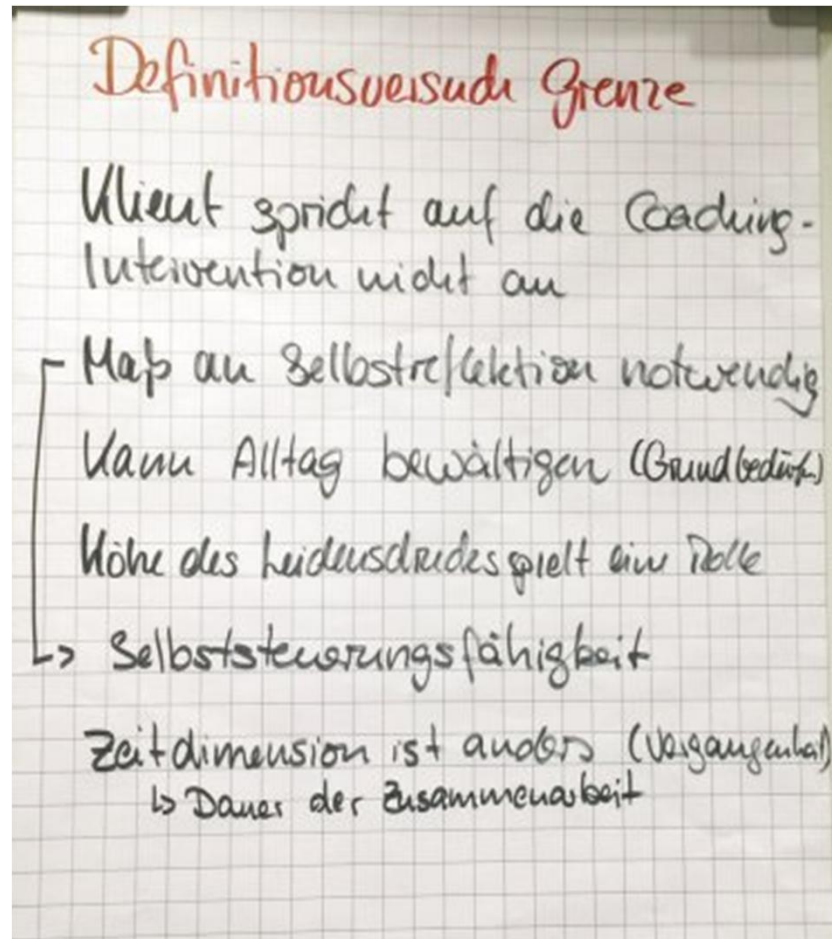 Definitionsversuch Grenze
Klient spricht auf die Coaching-
Intervention nicht an
Maß an Selbstreflektion notwendig
Kann Alltag bewältigen (Grundbedürf.)
Höhe des Leidensdruckes spielt eine Rolle
↳ Selbststeuerungsfähigkeit
Zeitdimension ist anders (Vergangenheit)
↳ Dauer der Zusammenarbeit